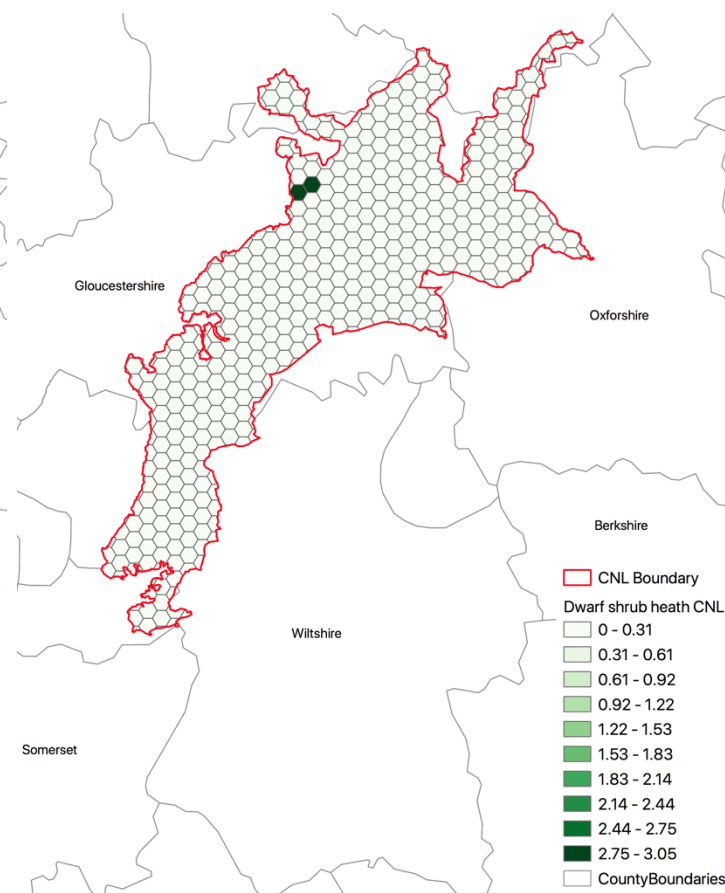 Gloucestershire
Oxforshire
Berkshire
Wiltshire
Somerset
CNL Boundary
Dwarf shrub heath CNL
0 - 0.31
0.31 - 0.61
0.61 - 0.92
0.92 - 1.22
1.22 - 1.53
1.53 - 1.83
1.83 - 2.14
2.14 - 2.44
2.44 - 2.75
2.75 - 3.05
CountyBoundaries